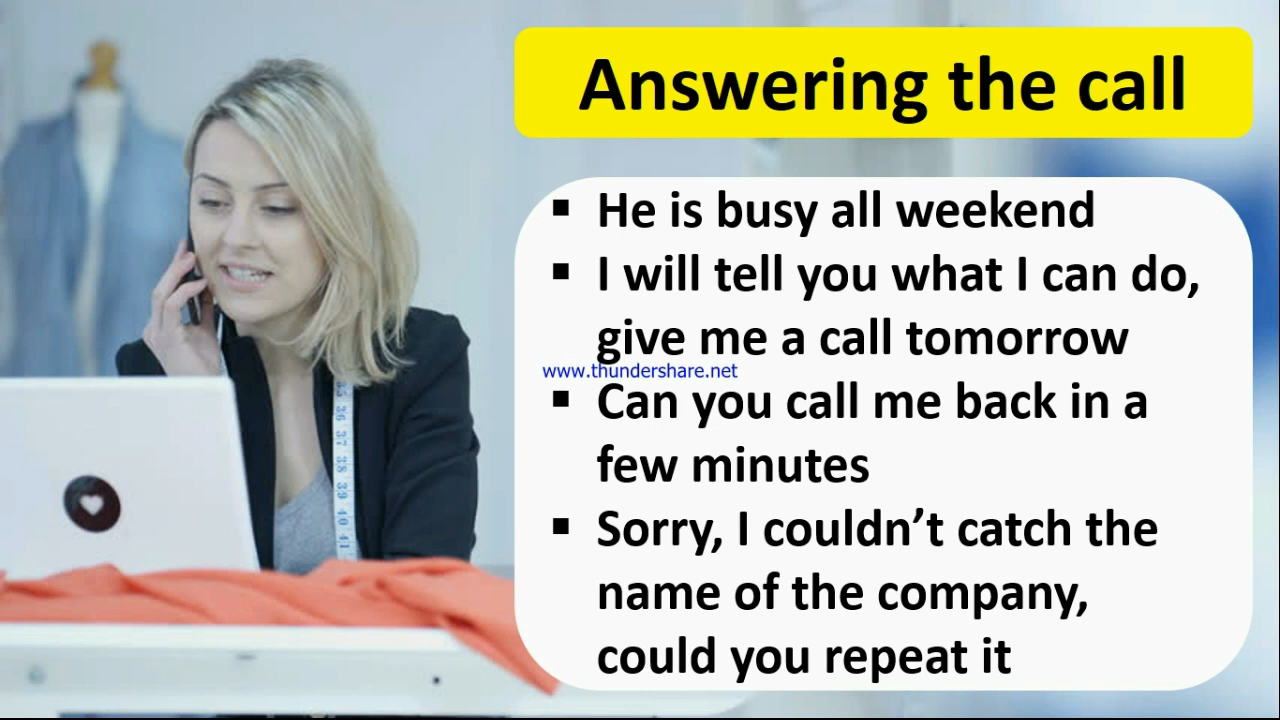 Answering the call
▪ He is busy all weekend
▪ I will tell you what I can do,
give me a call tomorrow
www.thundershare.net
▪ Can you call me back in a
few minutes
▪ Sorry, I couldn’t catch the
name of the company,
could you repeat it